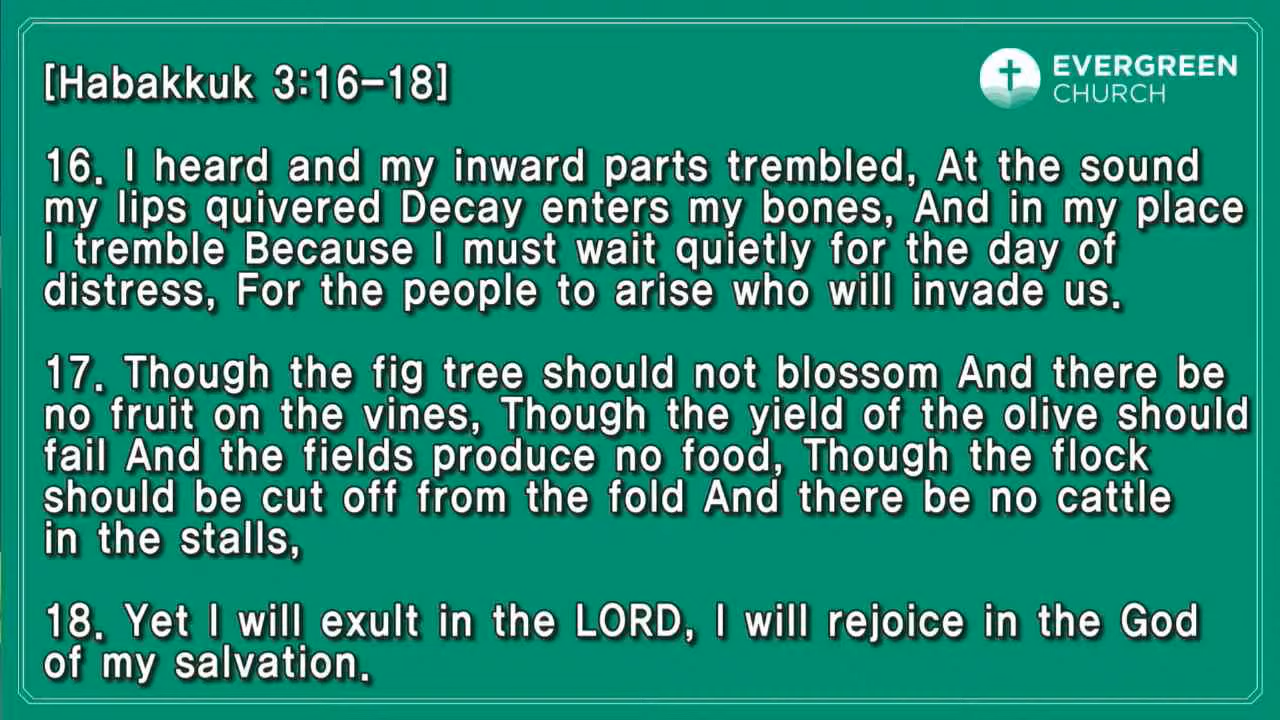 [Habakkuk 3:16-18]
EVERGREEN
CHURCH
16. I heard and my inward parts trembled, At the sound
my lips quivered Decay enters my bones, And in my place
I tremble Because I must wait quietly for the day of
distress, For the people to arise who will invade us.
17. Though the fig tree should not blossom And there be
no fruit on the vines, Though the yield of the olive should
fail And the fields produce no food, Though the flock
should be cut off from the fold And there be no cattle
in the stalls,
18. Yet I will exult in the LORD, I will rejoice in the God
of my salvation.